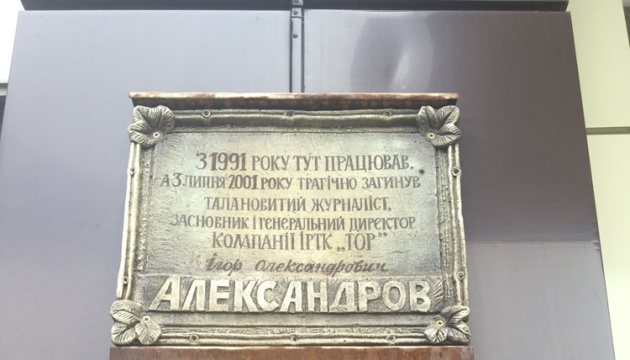 З 1991 РОКУ ТУТ ПРАЦЮВАВ,
А 3 ЛИПНЯ 2001 РОКУ ТРАГІЧНО ЗАГИНУВ
ТАЛАНОВИТИЙ ЖУРНАЛІСТ,
ЗАСНОВНИК І ГЕНЕРАЛЬНИЙ ДИРЕКТОР
КОМПАНІЇ ІРТК „ТОР”
Ігор Олександрович
АЛЕКСАНДРОВ